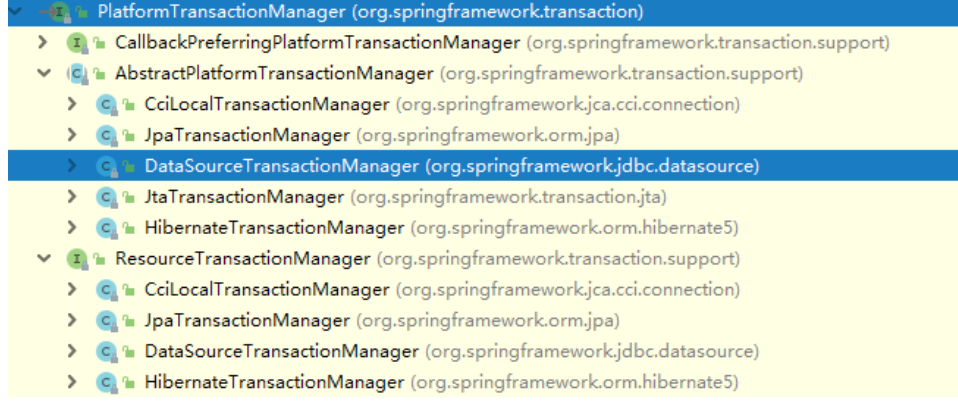 PlatformTransactionManager (org.springframework.transaction)
CallbackPreferringPlatformTransactionManager (org.springframework.transaction.support)
AbstractPlatformTransactionManager (org.springframework.transaction.support)
CciLocalTransactionManager (org.springframework.jca.cci.connection)
JpaTransactionManager (org.springframework.orm.jpa)
DataSourceTransactionManager (org.springframework.jdbc.datasource)
JtaTransactionManager (org.springframework.transaction.jta)
HibernateTransactionManager (org.springframework.orm.hibernate5)
ResourceTransactionManager (org.springframework.transaction.support)
CciLocalTransactionManager (org.springframework.jca.cci.connection)
JpaTransactionManager (org.springframework.orm.jpa)
DataSourceTransactionManager (org.springframework.jdbc.datasource)
HibernateTransactionManager (org.springframework.orm.hibernate5)